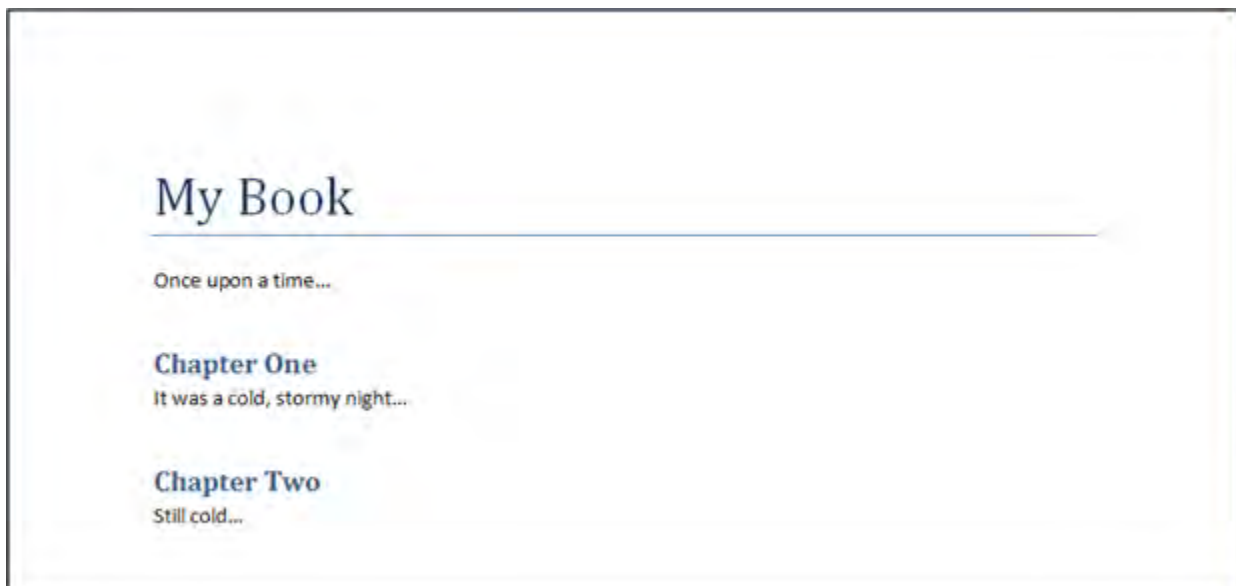 My Book
Once upon a time...
Chapter One
It was a cold, stormy night...
Chapter Two
Still cold...